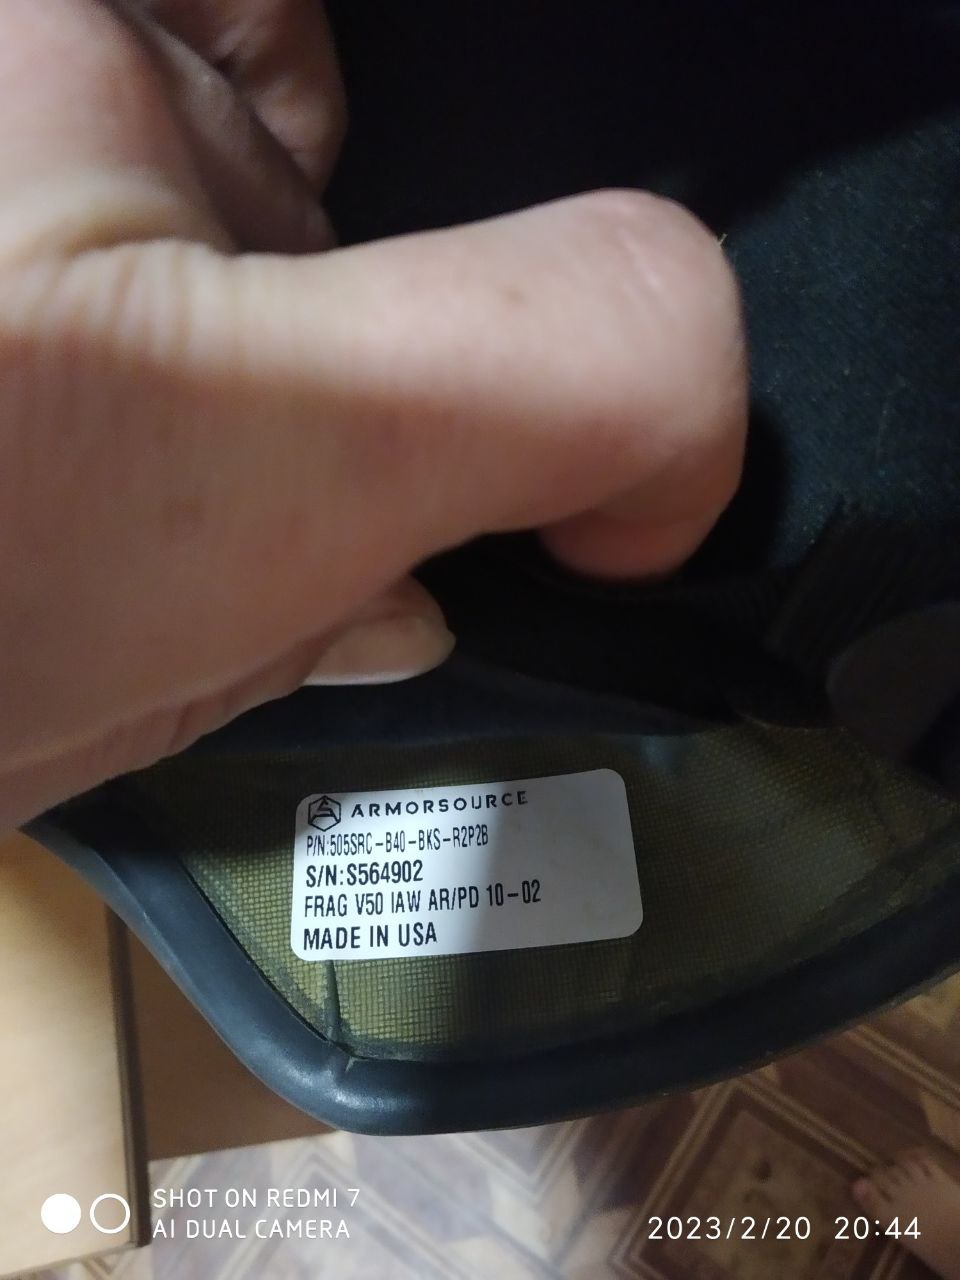 ARMORSOURCE
P/N:505SRC-B40-BKS-R2P2B
S/N:S564902
FRAG V50 IAW AR/PD 10-02
MADE IN USA
SHOT ON REDMI 7
AI DUAL CAMERA
2023/2/20 20:44